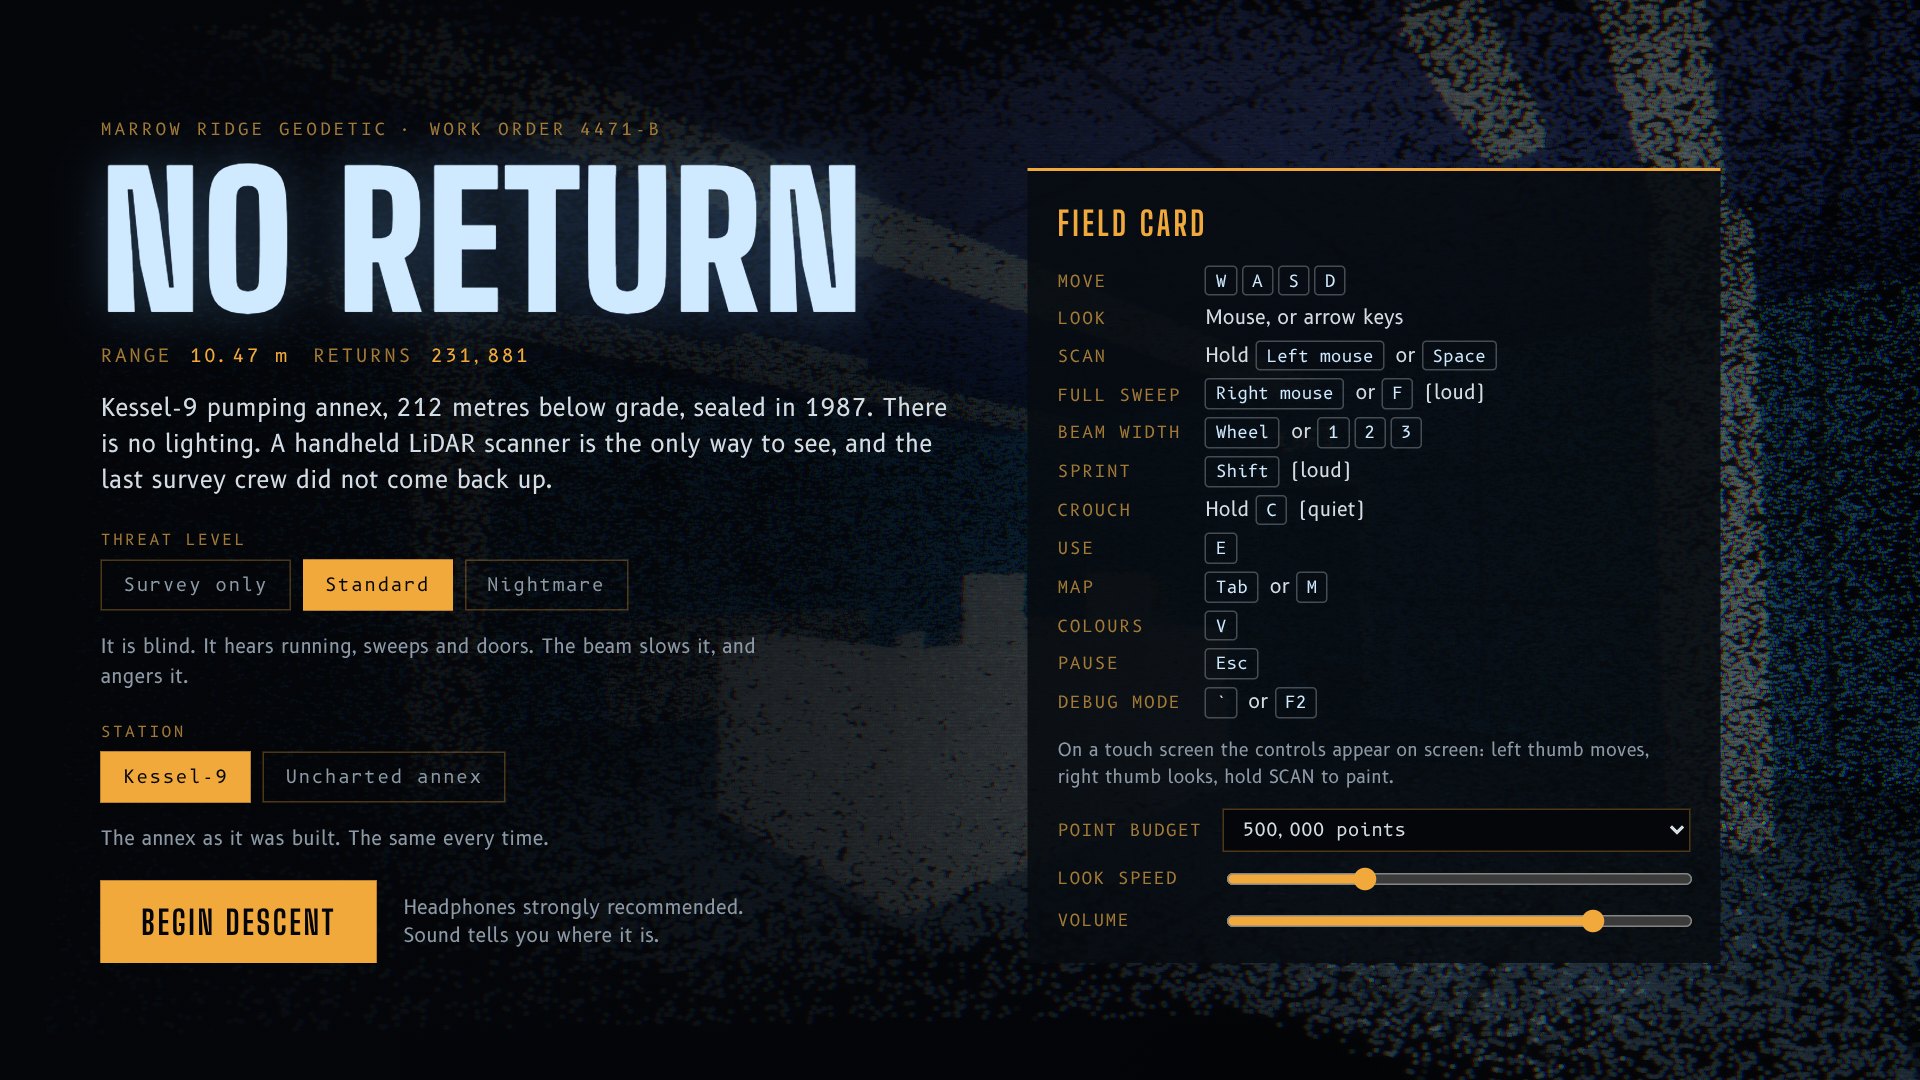 MARROW RIDGE GEODETIC · WORK ORDER 4471-B
NO RETURN
RANGE 10.47 m RETURNS 231,881
Kessel-9 pumping annex, 212 metres below grade, sealed in 1987. There
is no lighting. A handheld LiDAR scanner is the only way to see, and the
last survey crew did not come back up.
THREAT LEVEL
Survey only Standard Nightmare
It is blind. It hears running, sweeps and doors. The beam slows it, and
angers it.
STATION
Kessel-9 Uncharted annex
The annex as it was built. The same every time.
BEGIN DESCENT
Headphones strongly recommended.
Sound tells you where it is.
FIELD CARD
MOVE W A S D
LOOK Mouse, or arrow keys
SCAN Hold Left mouse or Space
FULL SWEEP Right mouse or F (loud)
BEAM WIDTH Wheel or 1 2 3
SPRINT Shift (loud)
CROUCH Hold C (quiet)
USE E
MAP Tab or M
COLOURS V
PAUSE Esc
DEBUG MODE ` or F2
On a touch screen the controls appear on screen: left thumb moves,
right thumb looks, hold SCAN to paint.
POINT BUDGET 500,000 points
LOOK SPEED
VOLUME